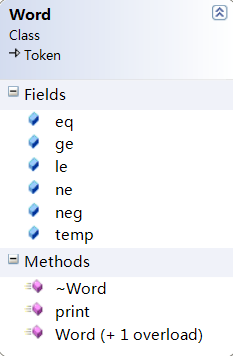 Word
Class
Token
Fields
eq
ge
le
ne
neg
temp
Methods
~Word
print
Word (+ 1 overload)